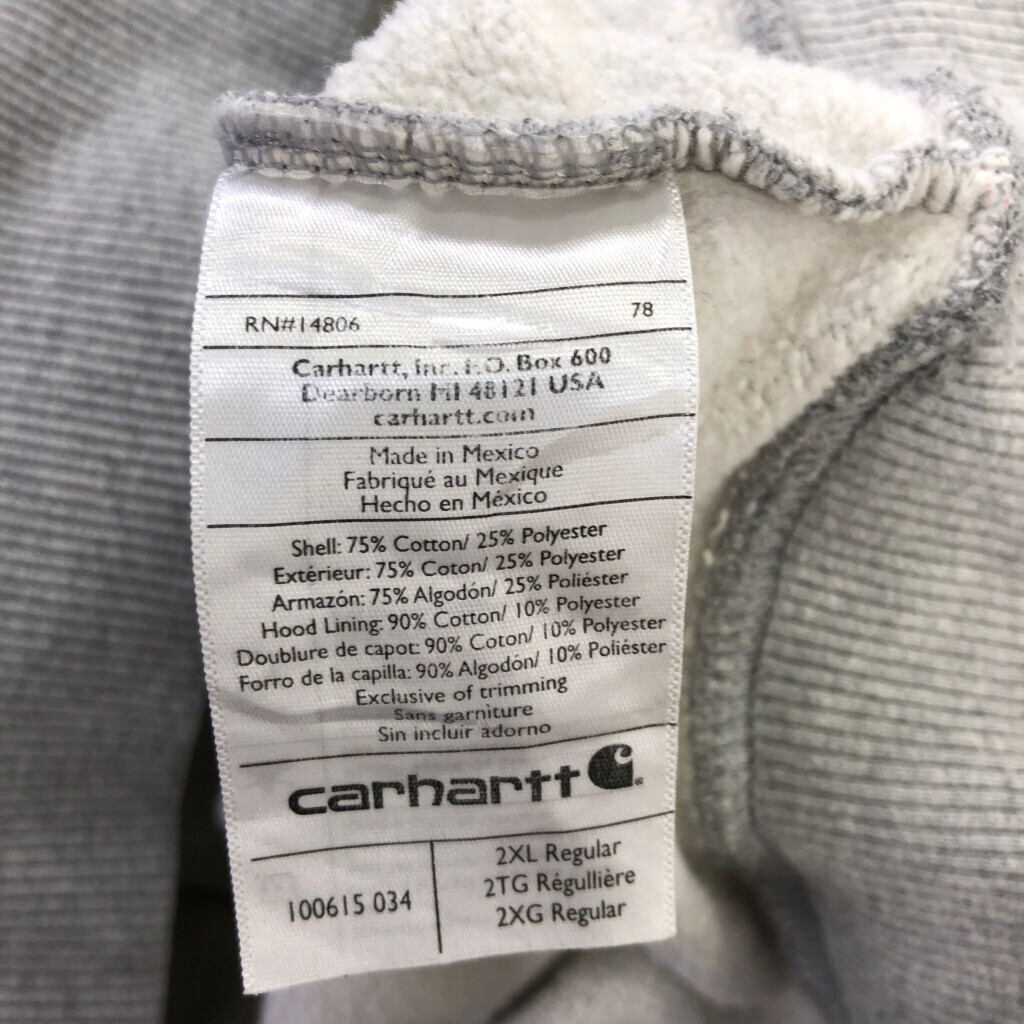 RN#14806 78
Carhartt, Inc. P.O. Box 600
Dearborn MI 48121 USA
carhartt.com
Made in Mexico
Fabriqué au Mexique
Hecho en México
Shell: 75% Cotton/ 25% Polyester
Extérieur: 75% Coton/ 25% Polyester
Armazón: 75% Algodón/ 25% Poliéster
Hood Lining: 90% Cotton/ 10% Polyester
Doublure de capot: 90% Coton/ 10% Polyester
Forro de la capilla: 90% Algodón/ 10% Poliéster
Exclusive of trimming
Sans garniture
Sin incluir adorno
carhartt
100615 034
2XL Regular
2TG Régullière
2XG Regular